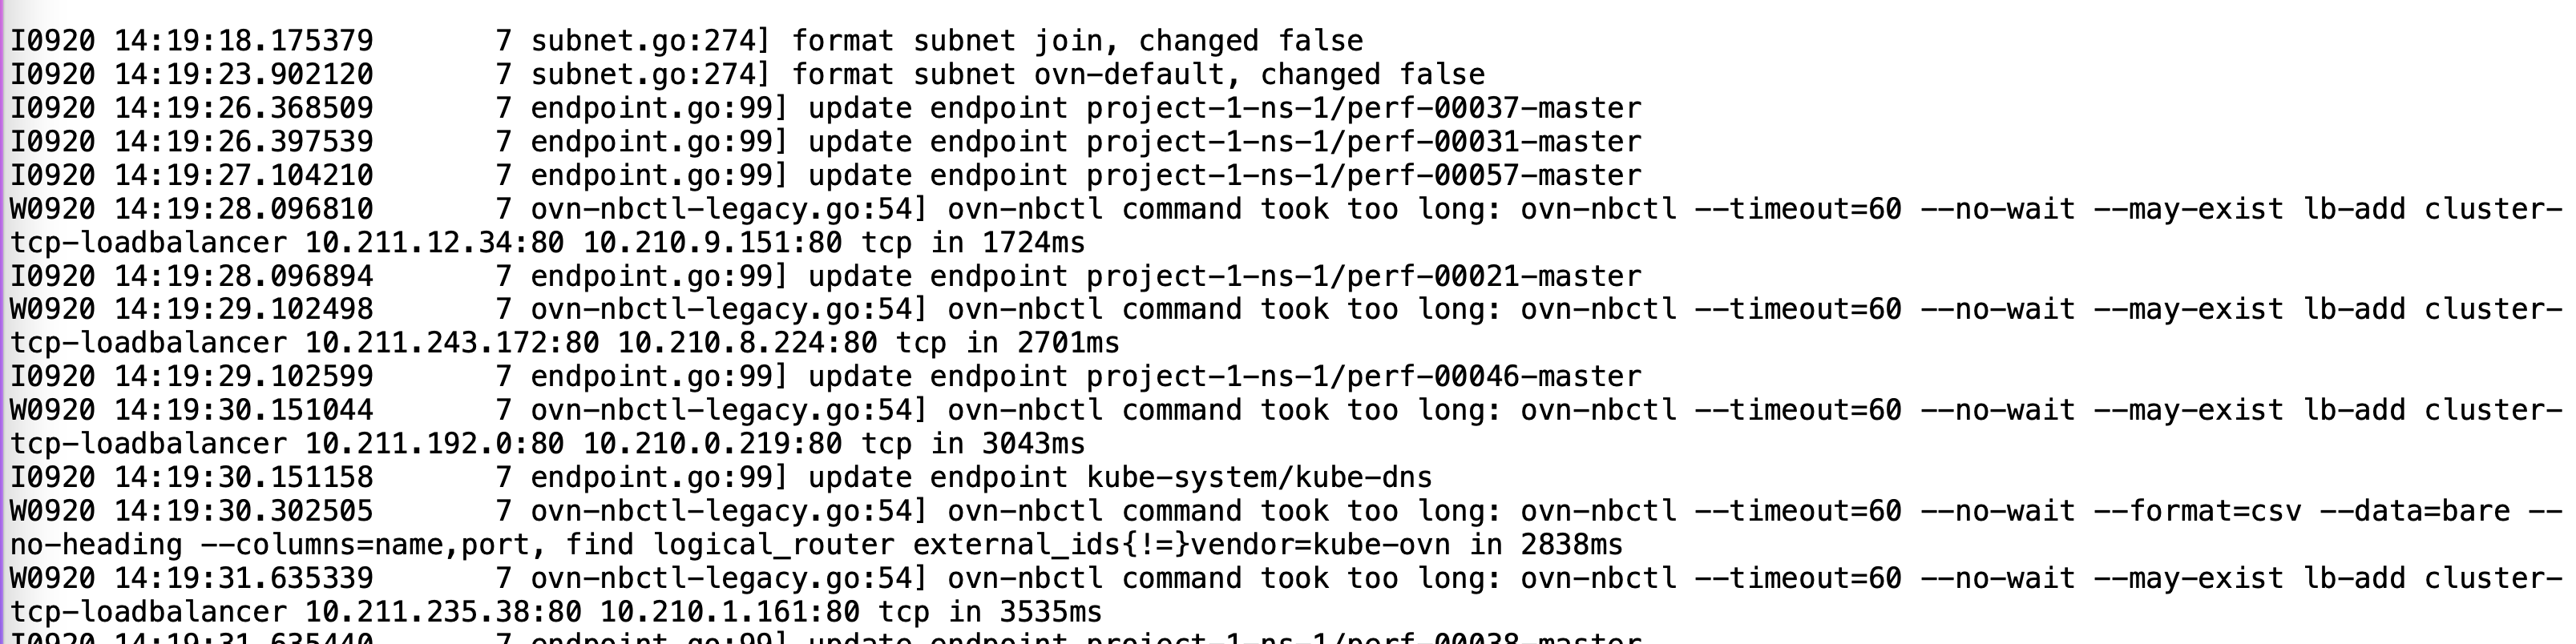 I0920 14:19:18.175379       7 subnet.go:274] format subnet join, changed false
I0920 14:19:23.902120       7 subnet.go:274] format subnet ovn-default, changed false
I0920 14:19:26.368509       7 endpoint.go:99] update endpoint project-1-ns-1/perf-00037-master
I0920 14:19:26.397539       7 endpoint.go:99] update endpoint project-1-ns-1/perf-00031-master
I0920 14:19:27.104210       7 endpoint.go:99] update endpoint project-1-ns-1/perf-00057-master
W0920 14:19:28.096810       7 ovn-nbctl-legacy.go:54] ovn-nbctl command took too long: ovn-nbctl --timeout=60 --no-wait --may-exist lb-add cluster-
tcp-loadbalancer 10.211.12.34:80 10.210.9.151:80 tcp in 1724ms
I0920 14:19:28.096894       7 endpoint.go:99] update endpoint project-1-ns-1/perf-00021-master
W0920 14:19:29.102498       7 ovn-nbctl-legacy.go:54] ovn-nbctl command took too long: ovn-nbctl --timeout=60 --no-wait --may-exist lb-add cluster-
tcp-loadbalancer 10.211.243.172:80 10.210.8.224:80 tcp in 2701ms
I0920 14:19:29.102599       7 endpoint.go:99] update endpoint project-1-ns-1/perf-00046-master
W0920 14:19:30.151044       7 ovn-nbctl-legacy.go:54] ovn-nbctl command took too long: ovn-nbctl --timeout=60 --no-wait --may-exist lb-add cluster-
tcp-loadbalancer 10.211.192.0:80 10.210.0.219:80 tcp in 3043ms
I0920 14:19:30.151158       7 endpoint.go:99] update endpoint kube-system/kube-dns
W0920 14:19:30.302505       7 ovn-nbctl-legacy.go:54] ovn-nbctl command took too long: ovn-nbctl --timeout=60 --no-wait --format=csv --data=bare --
no-heading --columns=name,port, find logical_router external_ids{!=}vendor=kube-ovn in 2838ms
W0920 14:19:31.635339       7 ovn-nbctl-legacy.go:54] ovn-nbctl command took too long: ovn-nbctl --timeout=60 --no-wait --may-exist lb-add cluster-
tcp-loadbalancer 10.211.235.38:80 10.210.1.161:80 tcp in 3535ms
I0920 14:19:31.635440       7 endpoint.go:99] update endpoint project-1-ns-1/perf-00038-master